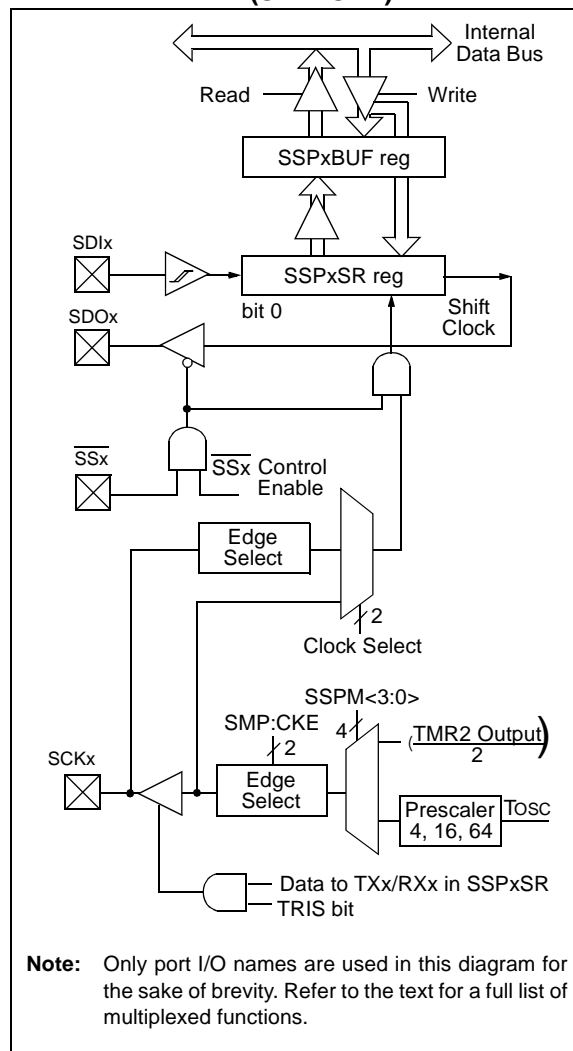 Internal
Data Bus
Read
Write
SSPxBUF reg
SDIx
SSPxSR reg
bit 0
Shift
Clock
SDOx
SSx
SSx Control
Enable
Edge
Select
2
Clock Select
SSPM<3:0>
SMP:CKE
4
2
(TMR2 Output)
2
SCKx
Edge
Select
Prescaler
4, 16, 64
TOSC
Data to TXx/RXx in SSPxSR
TRIS bit
Note: Only port I/O names are used in this diagram for
the sake of brevity. Refer to the text for a full list of
multiplexed functions.